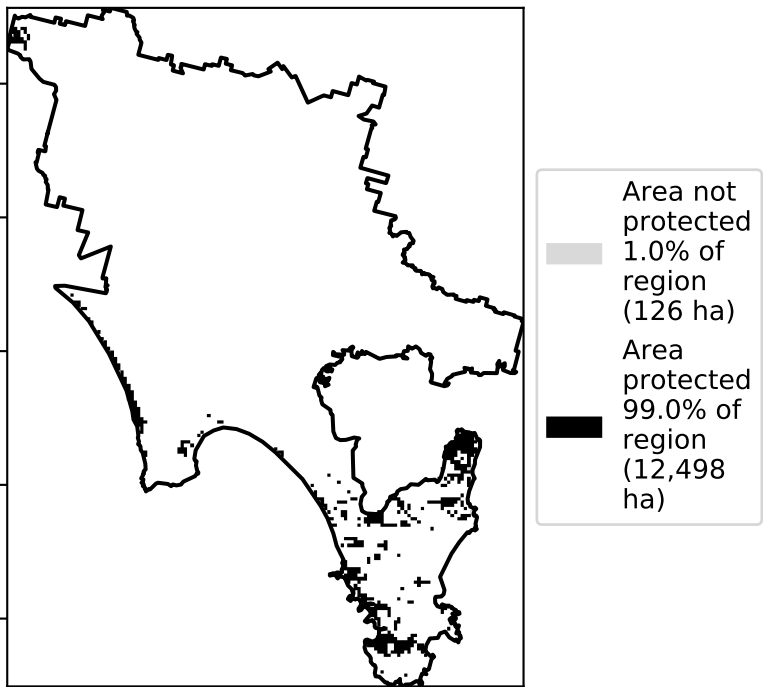 Area not
protected
1.0% of
region
(126 ha)
Area
protected
99.0% of
region
(12,498
ha)